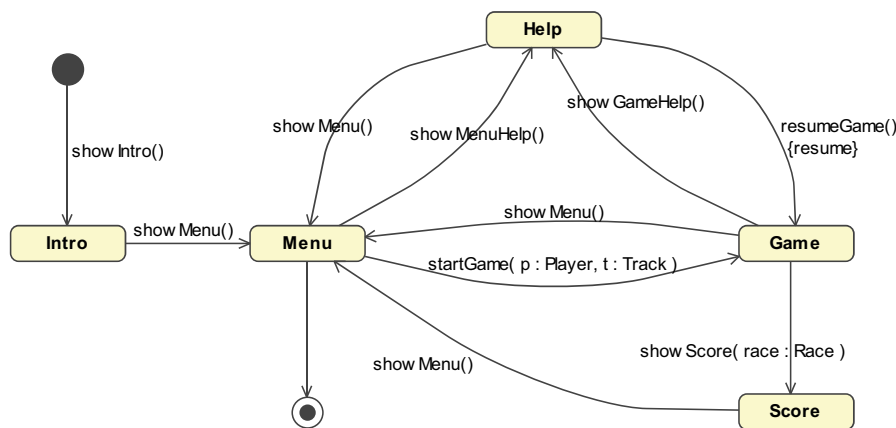 Help
show Menu()
show MenuHelp()
show GameHelp()
resumeGame()
{resume}
show Intro()
Intro
show Menu()
Menu
show Menu()
Game
startGame( p : Player, t : Track )
show Menu()
show Score( race : Race )
Score